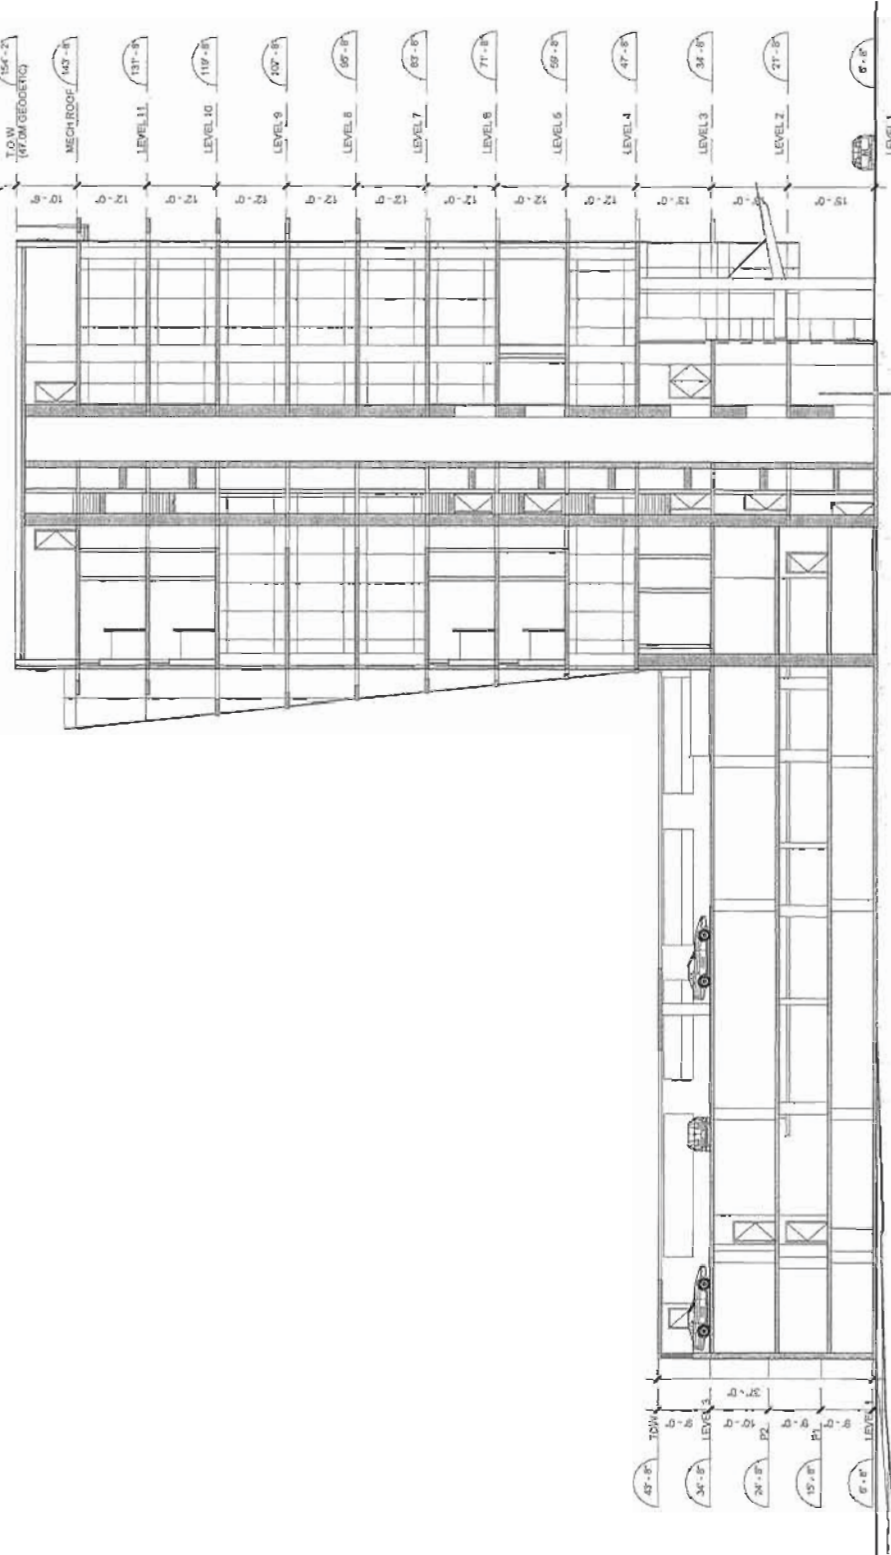 154'-2"
T.O.W
(47.0M GEODETIC)
143'-8"
MECH ROOF
131'-8"
LEVEL 11
119'-8"
LEVEL 10
107'-8"
LEVEL 9
95'-8"
LEVEL 8
83'-8"
LEVEL 7
71'-8"
LEVEL 6
59'-8"
LEVEL 5
47'-8"
LEVEL 4
34'-8"
LEVEL 3
21'-8"
LEVEL 2
6'-8"
LEVEL 1
10'-6"
12'-0"
12'-0"
12'-0"
12'-0"
12'-0"
12'-0"
12'-0"
12'-0"
13'-0"
13'-0"
15'-0"
37'-0"
9'-0"
10'-0"
9'-0"
9'-0"
TOW
43'-8"
LEVEL 3
34'-8"
P2
24'-8"
P1
15'-8"
LEVEL 1
6'-8"